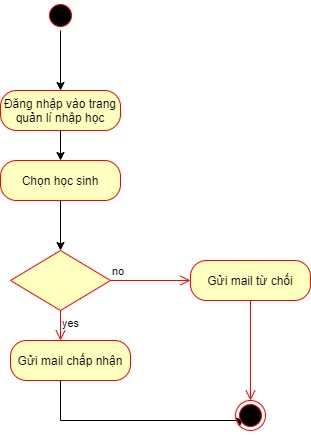 Đăng nhập vào trang
quản lí nhập học
Chọn học sinh
no
Gửi mail từ chối
yes
Gửi mail chấp nhận